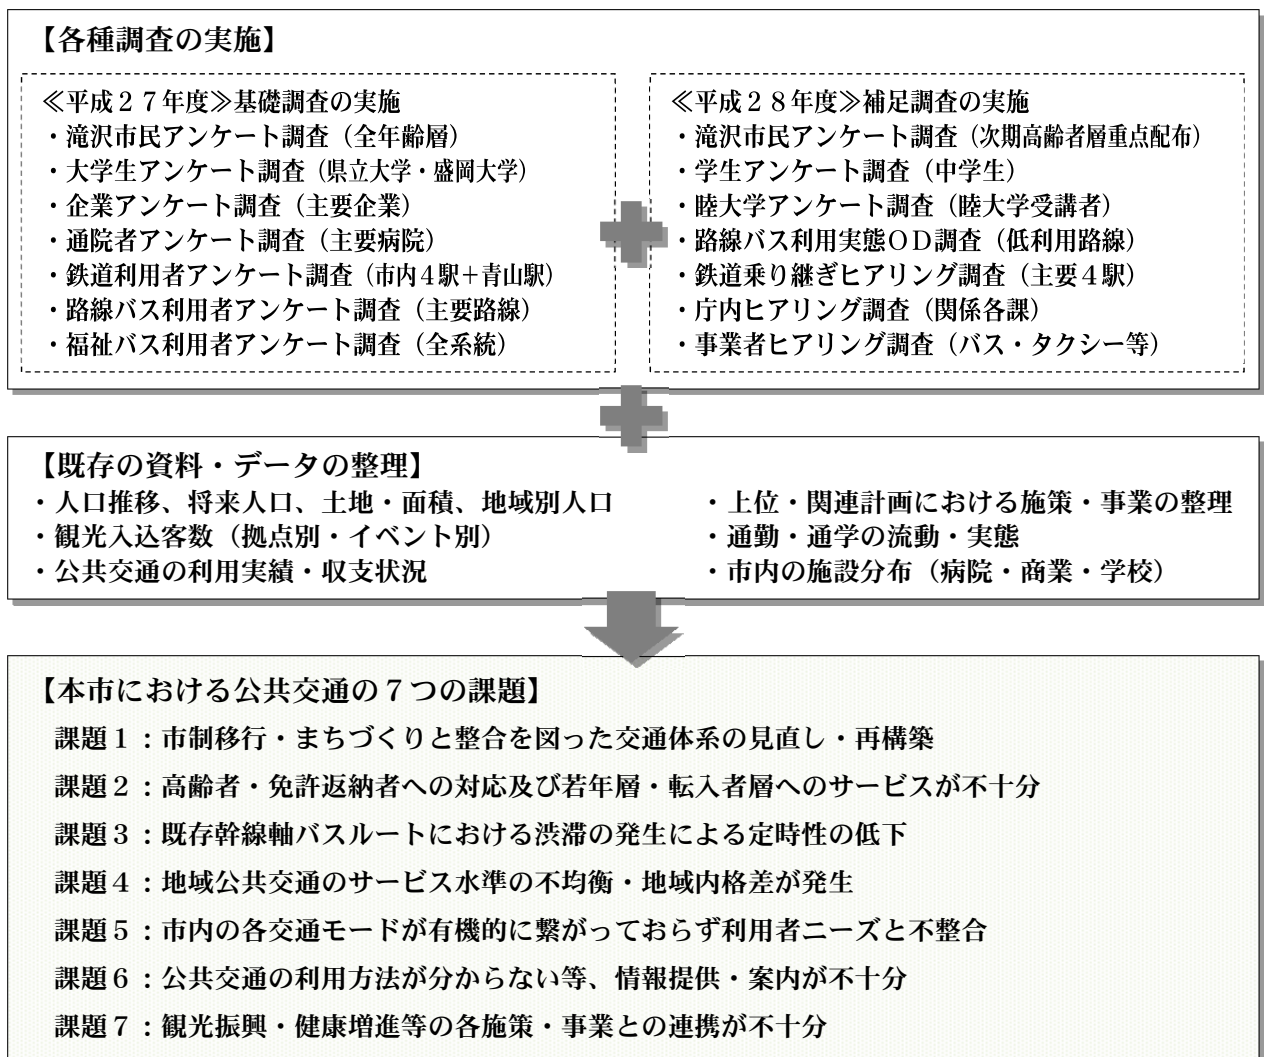 【各種調査の実施】
≪平成２７年度≫基礎調査の実施
・滝沢市民アンケート調査（全年齢層）
・大学生アンケート調査（県立大学・盛岡大学）
・企業アンケート調査（主要企業）
・通院者アンケート調査（主要病院）
・鉄道利用者アンケート調査（市内４駅＋青山駅）
・路線バス利用者アンケート調査（主要路線）
・福祉バス利用者アンケート調査（全系統）
≪平成２８年度≫補足調査の実施
・滝沢市民アンケート調査（次期高齢者層重点配布）
・学生アンケート調査（中学生）
・睦大学アンケート調査（睦大学受講者）
・路線バス利用実態ＯＤ調査（低利用路線）
・鉄道乗り継ぎヒアリング調査（主要４駅）
・庁内ヒアリング調査（関係各課）
・事業者ヒアリング調査（バス・タクシー等）
【既存の資料・データの整理】
・人口推移、将来人口、土地・面積、地域別人口
・観光入込客数（拠点別・イベント別）
・公共交通の利用実績・収支状況
・上位・関連計画における施策・事業の整理
・通勤・通学の流動・実態
・市内の施設分布（病院・商業・学校）
【本市における公共交通の７つの課題】
課題１：市制移行・まちづくりと整合を図った交通体系の見直し・再構築
課題２：高齢者・免許返納者への対応及び若年層・転入者層へのサービスが不十分
課題３：既存幹線軸バスルートにおける渋滞の発生による定時性の低下
課題４：地域公共交通のサービス水準の不均衡・地域内格差が発生
課題５：市内の各交通モードが有機的に繋がっておらず利用者ニーズと不整合
課題６：公共交通の利用方法が分からない等、情報提供・案内が不十分
課題７：観光振興・健康増進等の各施策・事業との連携が不十分